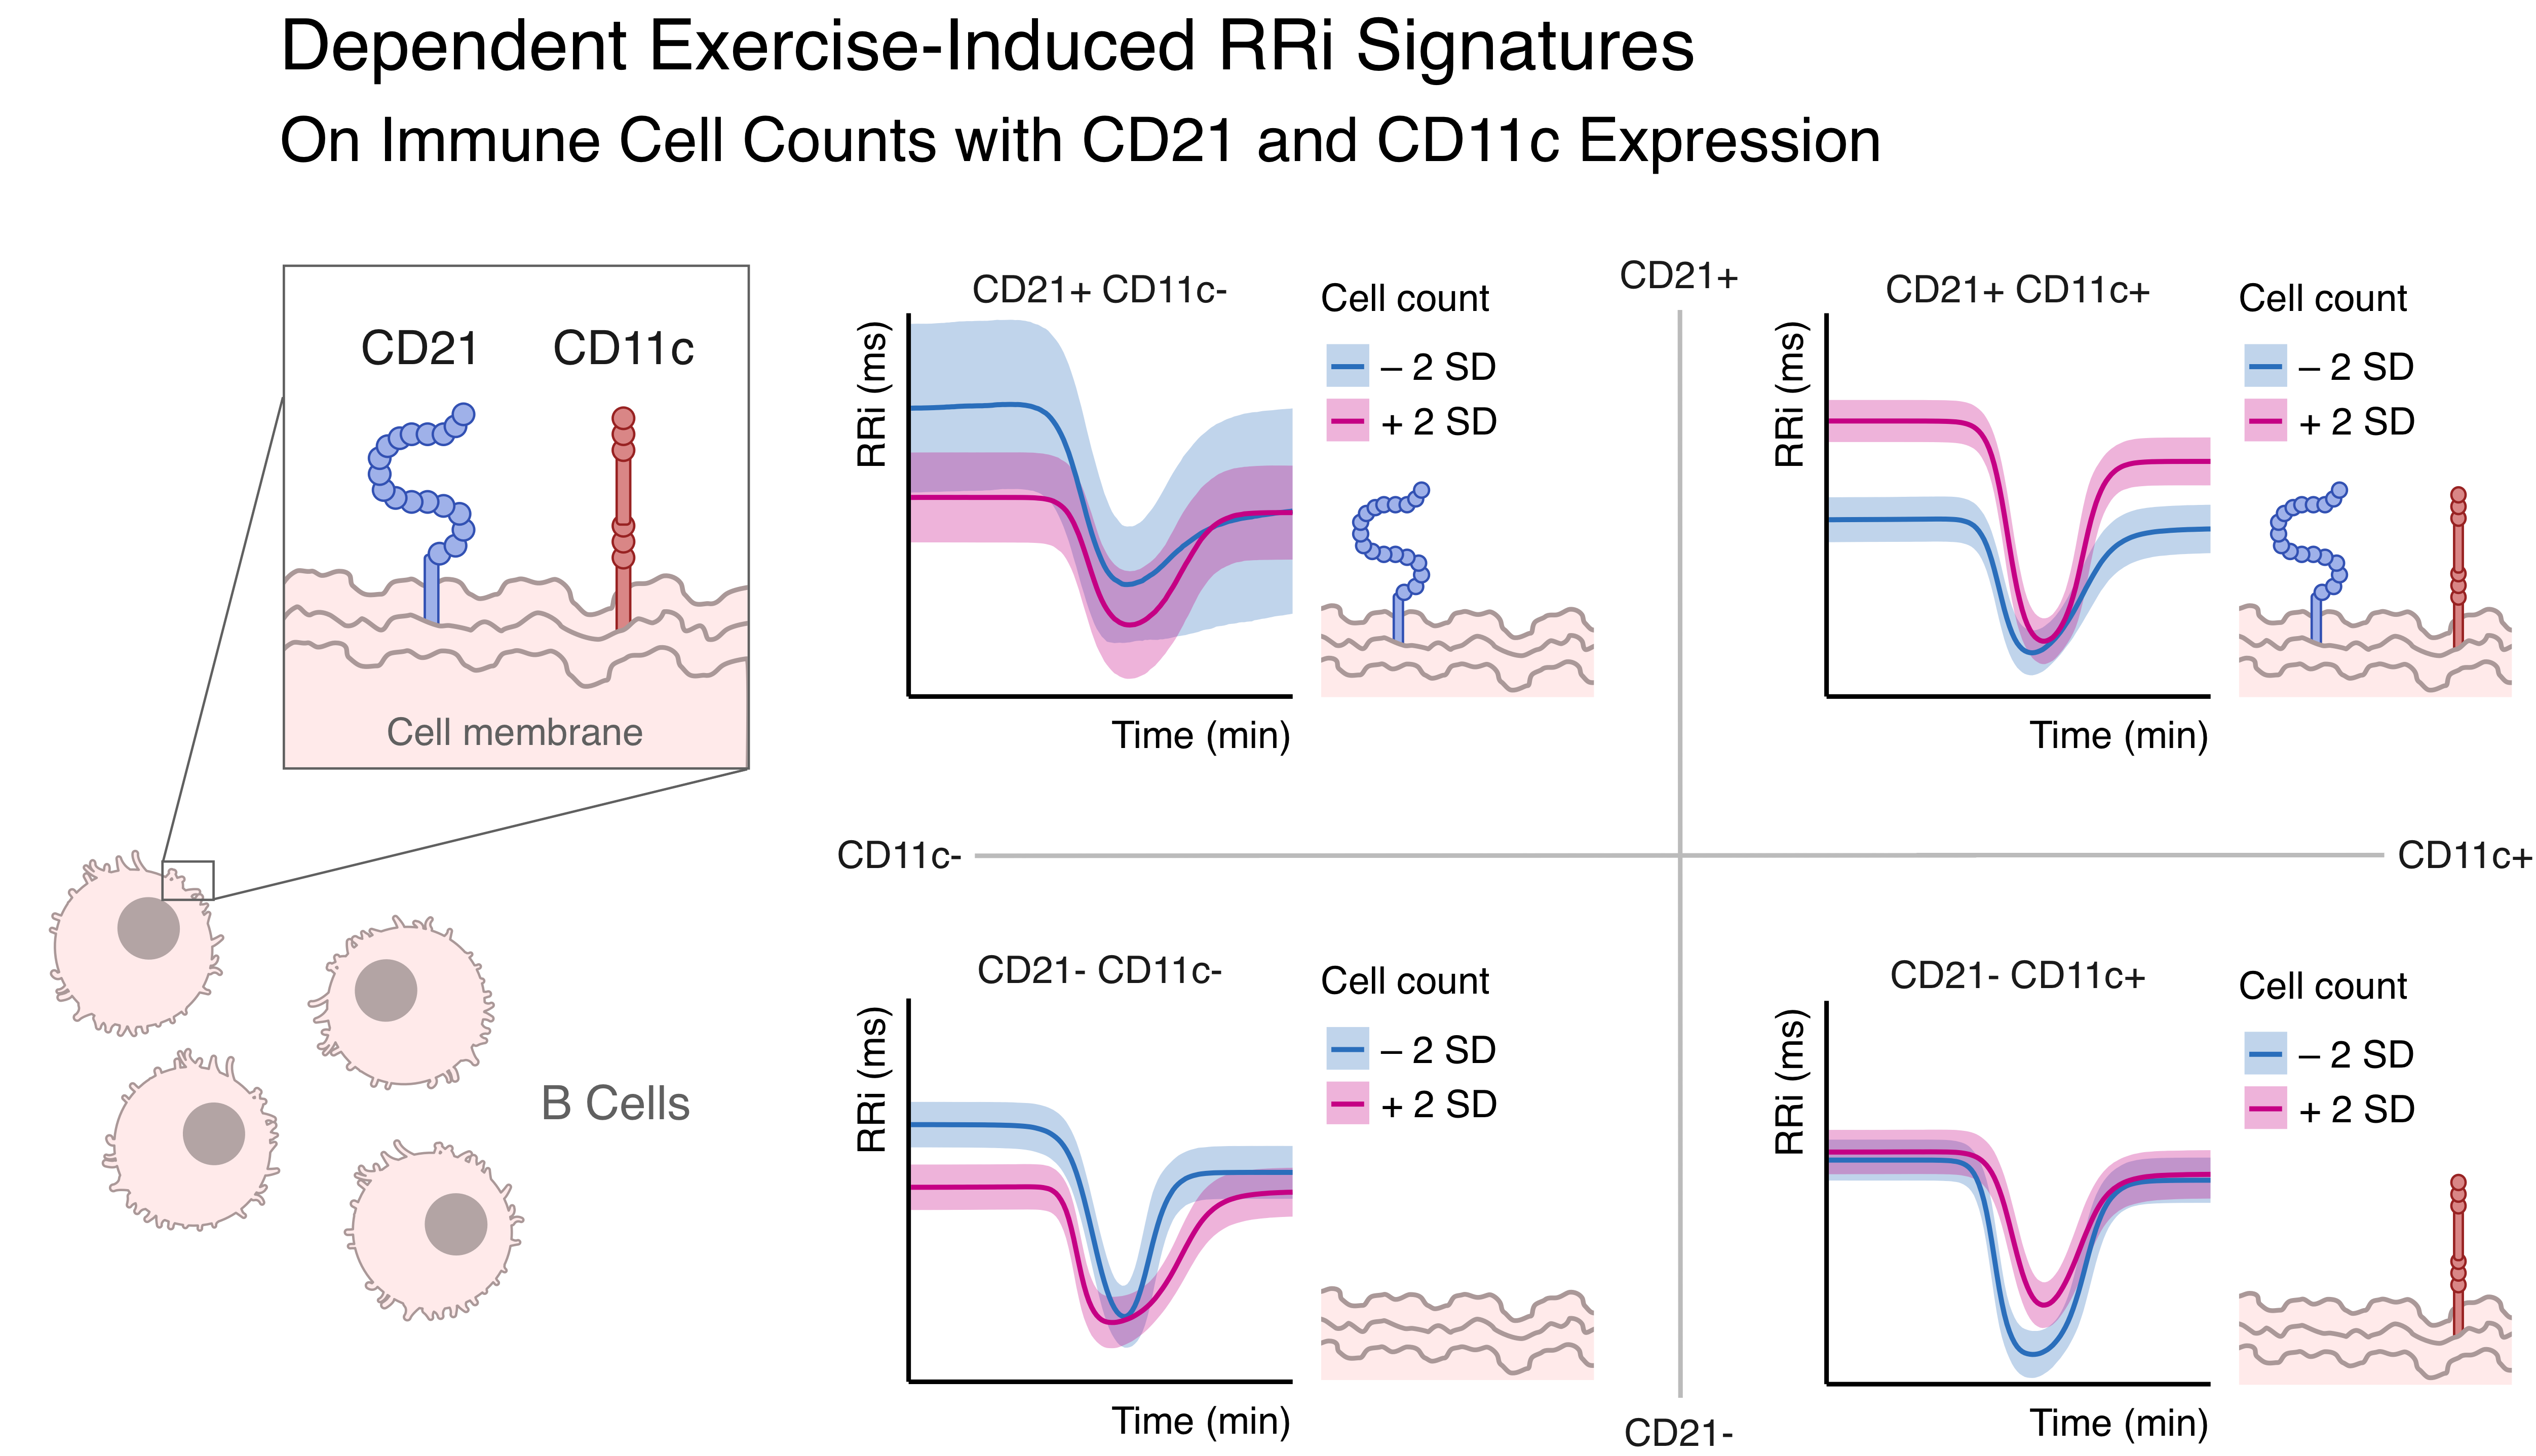 Dependent Exercise-Induced RRi Signatures
On Immune Cell Counts with CD21 and CD11c Expression
CD21
CD11c
Cell membrane
B Cells
CD21+ CD11c-
RRi (ms)
Time (min)
Cell count
– 2 SD
+ 2 SD
CD21+
CD21+ CD11c+
RRi (ms)
Time (min)
Cell count
– 2 SD
+ 2 SD
CD11c-
CD11c+
CD21- CD11c-
RRi (ms)
Time (min)
Cell count
– 2 SD
+ 2 SD
CD21- CD11c+
RRi (ms)
Time (min)
Cell count
– 2 SD
+ 2 SD
CD21-